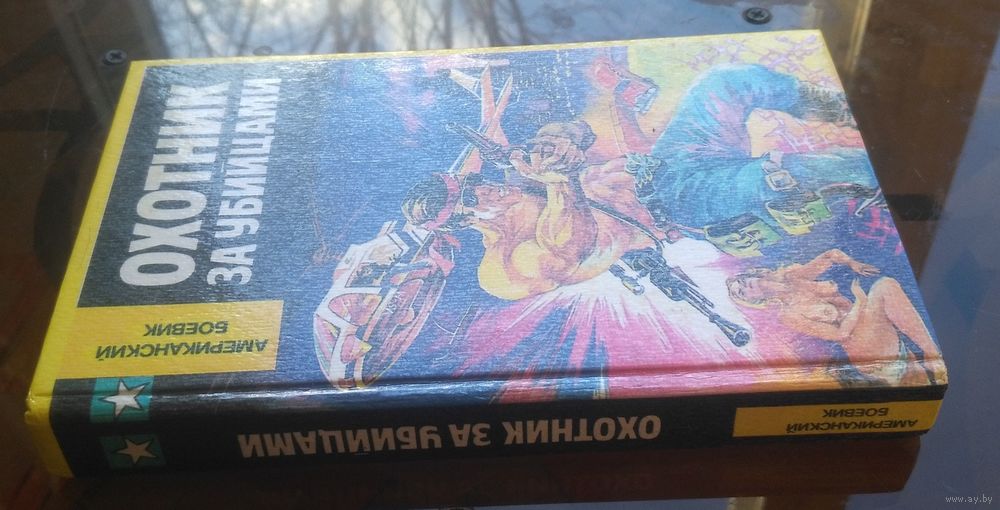 ОХОТНИК
ЗА УБИЙЦАМИ
АМЕРИКАНСКИЙ
БОЕВИК
ОХОТНИК ЗА УБИЙЦАМИ
АМЕРИКАНСКИЙ
БОЕВИК
www.ay.by